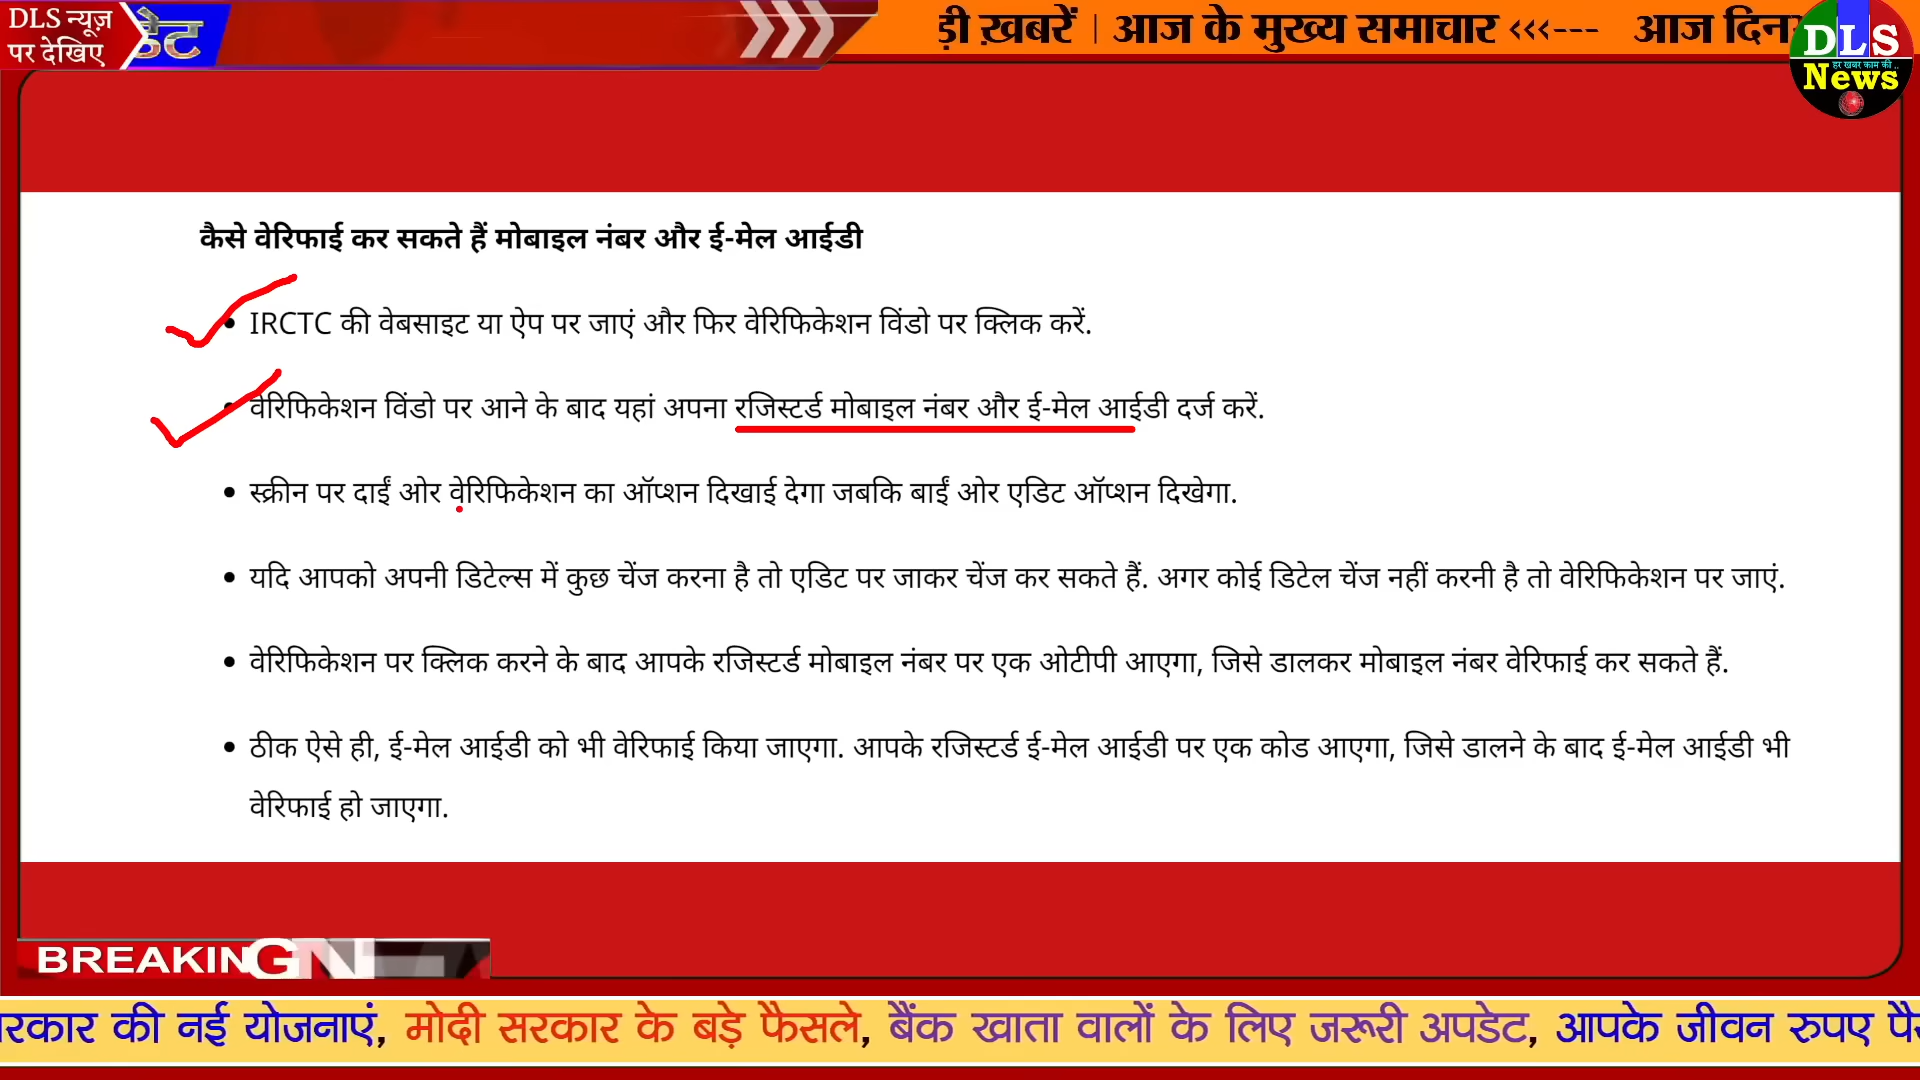 DLS न्यूज़
पर देखिए
ड़ी ख़बरें | आज के मुख्य समाचार <<<--- आज दिन
DLS
हर खबर काम की ..
News
कैसे वेरिफाई कर सकते हैं मोबाइल नंबर और ई-मेल आईडी
• IRCTC की वेबसाइट या ऐप पर जाएं और फिर वेरिफिकेशन विंडो पर क्लिक करें.
• वेरिफिकेशन विंडो पर आने के बाद यहां अपना रजिस्टर्ड मोबाइल नंबर और ई-मेल आईडी दर्ज करें.
• स्क्रीन पर दाईं ओर वेरिफिकेशन का ऑप्शन दिखाई देगा जबकि बाईं ओर एडिट ऑप्शन दिखेगा.
• यदि आपको अपनी डिटेल्स में कुछ चेंज करना है तो एडिट पर जाकर चेंज कर सकते हैं. अगर कोई डिटेल चेंज नहीं करनी है तो वेरिफिकेशन पर जाएं.
• वेरिफिकेशन पर क्लिक करने के बाद आपके रजिस्टर्ड मोबाइल नंबर पर एक ओटीपी आएगा, जिसे डालकर मोबाइल नंबर वेरिफाई कर सकते हैं.
• ठीक ऐसे ही, ई-मेल आईडी को भी वेरिफाई किया जाएगा. आपके रजिस्टर्ड ई-मेल आईडी पर एक कोड आएगा, जिसे डालने के बाद ई-मेल आईडी भी
वेरिफाई हो जाएगा.
BREAKING N
रकार की नई योजनाएं, मोदी सरकार के बड़े फैसले, बैंक खाता वालों के लिए जरूरी अपडेट, आपके जीवन रुपए